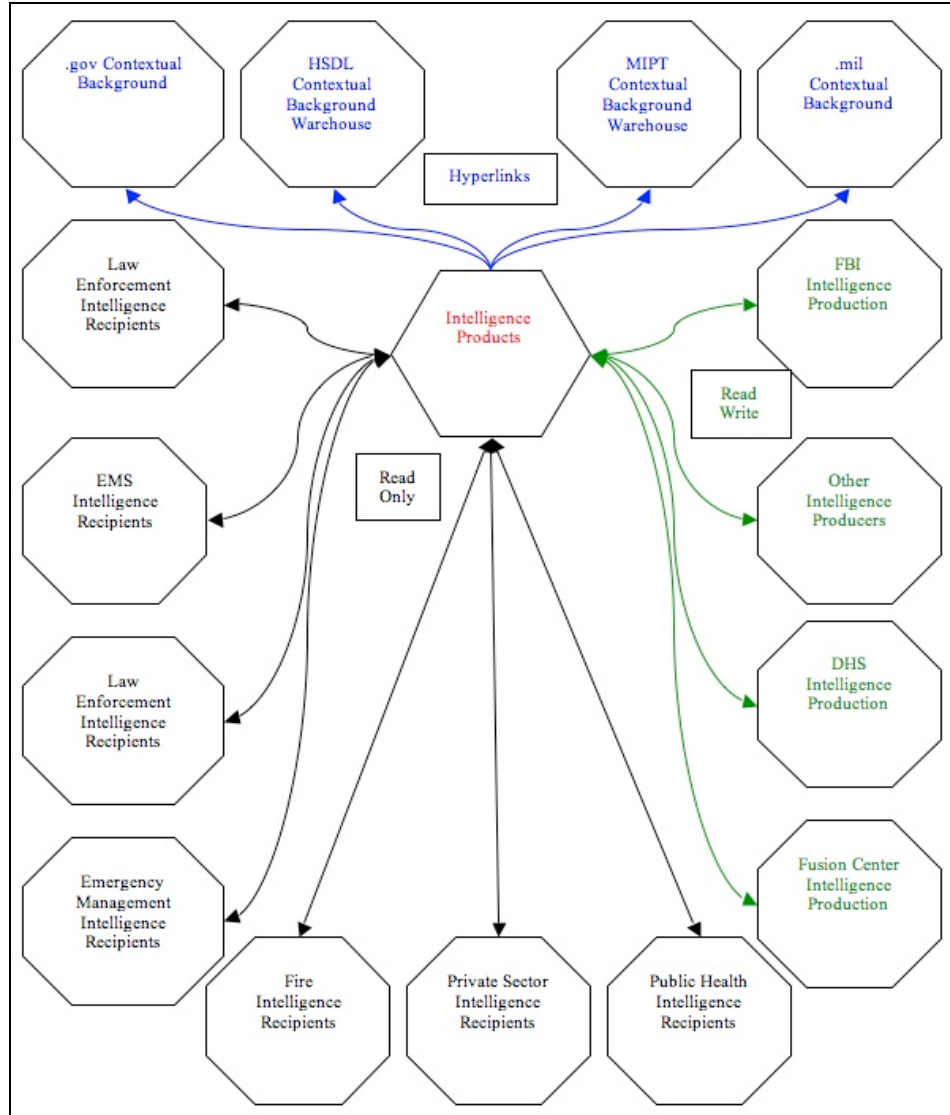 .gov Contextual
Background
HSDL
Contextual
Background
Warehouse
MIPT
Contextual
Background
Warehouse
.mil
Contextual
Background
Hyperlinks
Law
Enforcement
Intelligence
Recipients
Intelligence
Products
FBI
Intelligence
Production
Read
Write
EMS
Intelligence
Recipients
Read
Only
Other
Intelligence
Producers
Law
Enforcement
Intelligence
Recipients
DHS
Intelligence
Production
Emergency
Management
Intelligence
Recipients
Fusion Center
Intelligence
Production
Fire
Intelligence
Recipients
Private Sector
Intelligence
Recipients
Public Health
Intelligence
Recipients